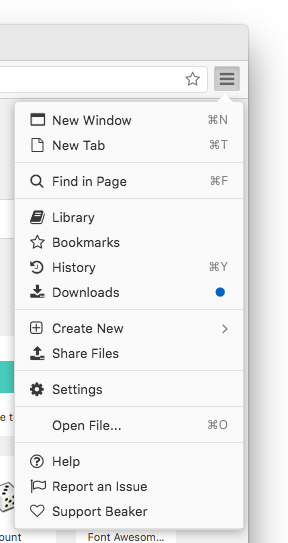 New Window ⌘N
New Tab ⌘T
Find in Page ⌘F
Library
Bookmarks
History ⌘Y
Downloads
Create New
Share Files
Settings
Open File... ⌘O
Help
Report an Issue
Support Beaker
e t
ount
Font Awesom...